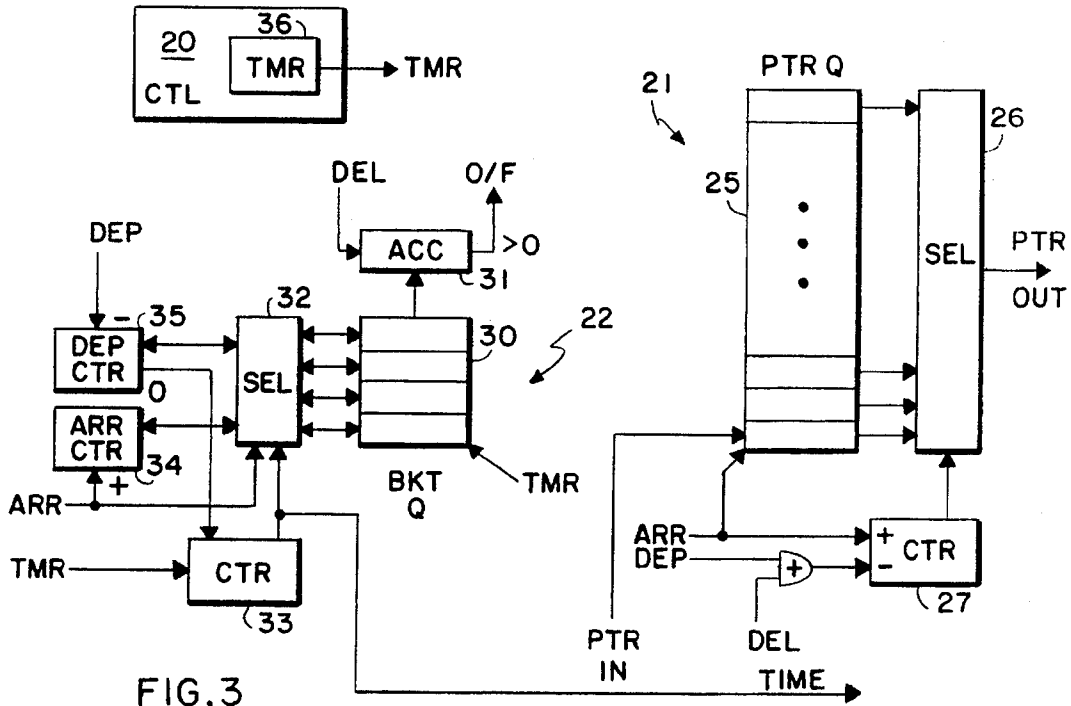 20
36
TMR
TMR
CTL
PTR Q
21
26
25
SEL
PTR
OUT
DEL
O/F
ACC
>0
31
DEP
-
35
32
30
22
DEP
CTR
0
SEL
ARR
CTR
34
+
ARR
BKT
Q
TMR
TMR
CTR
33
ARR
DEP
+
+
-
CTR
27
PTR
IN
DEL
TIME
FIG.3